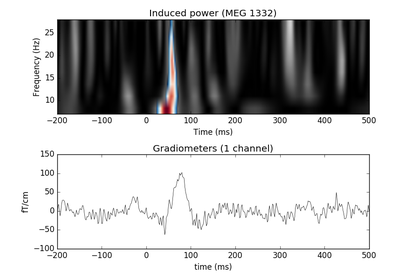 Induced power (MEG 1332)
Frequency (Hz)
25
20
15
10
−200 −100 0 100 200 300 400 500
Time (ms)
Gradiometers (1 channel)
fT/cm
150
100
50
0
−50
−100
−200 −100 0 100 200 300 400 500
time (ms)